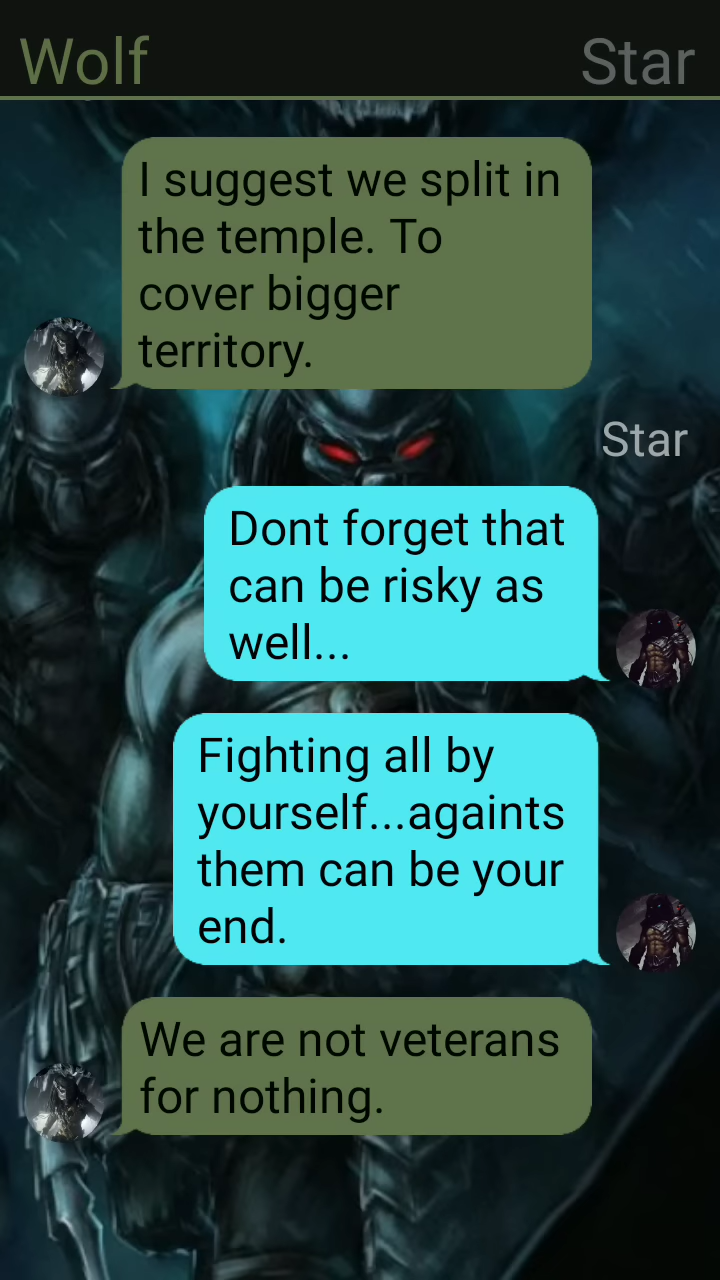 Wolf
Star
I suggest we split in
the temple. To
cover bigger
territory.
Star
Dont forget that
can be risky as
well...
Fighting all by
yourself...againts
them can be your
end.
We are not veterans
for nothing.